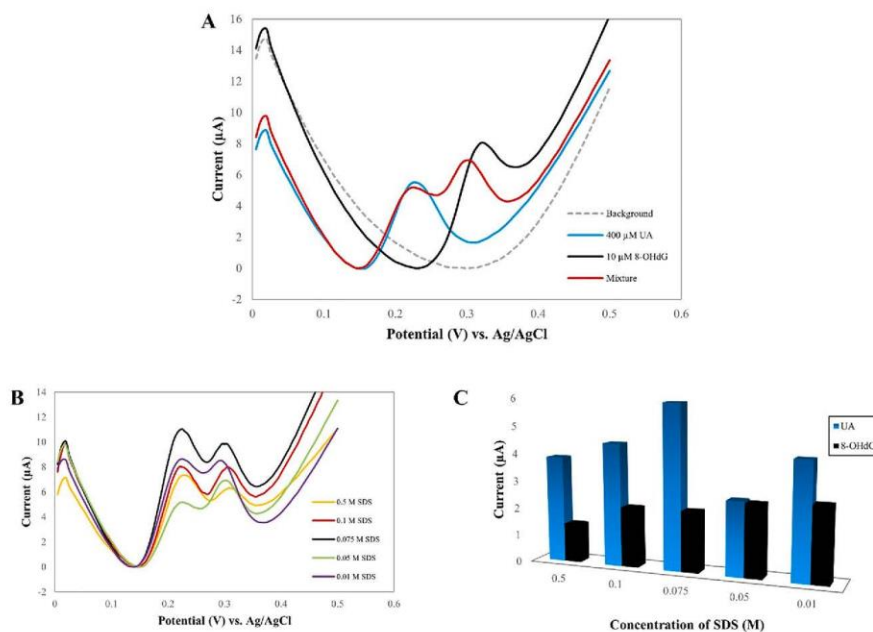 A
16
14
12
10
8
6
4
2
0
-2
Current (µA)
0 0.1 0.2 0.3 0.4 0.5 0.6
Potential (V) vs. Ag/AgCl
Background
400 µM UA
10 µM 8-OHdG
Mixture
B
14
12
10
8
6
4
2
0
-2
Current (µA)
0 0.1 0.2 0.3 0.4 0.5 0.6
Potential (V) vs. Ag/AgCl
0.5 M SDS
0.1 M SDS
0.075 M SDS
0.05 M SDS
0.01 M SDS
C
6
5
4
3
2
1
0
Current (µA)
0.5 0.1 0.075 0.05 0.01
Concentration of SDS (M)
UA
8-OHdG